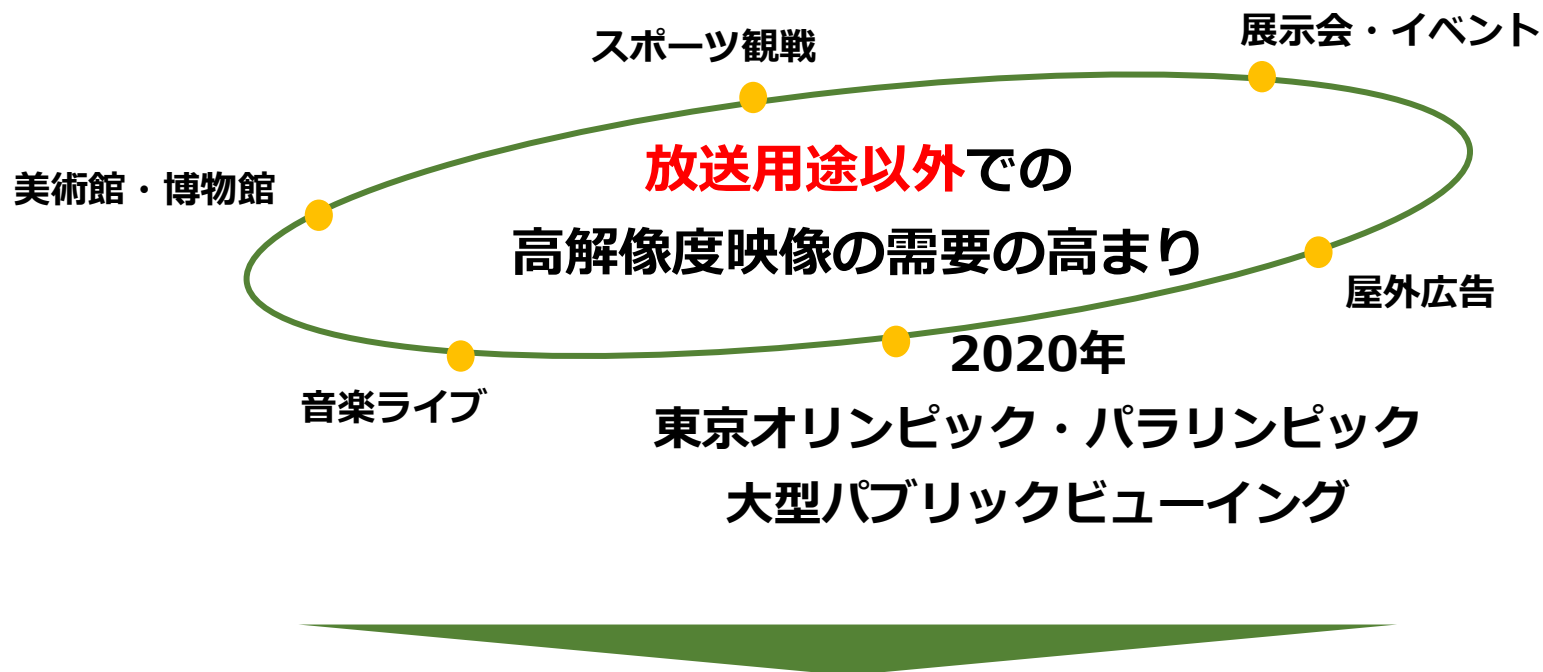 展示会・イベント
スポーツ観戦
放送用途以外での
美術館・博物館
高解像度映像の需要の高まり
屋外広告
2020年
音楽ライブ
東京オリンピック・パラリンピック
大型パブリックビューイング